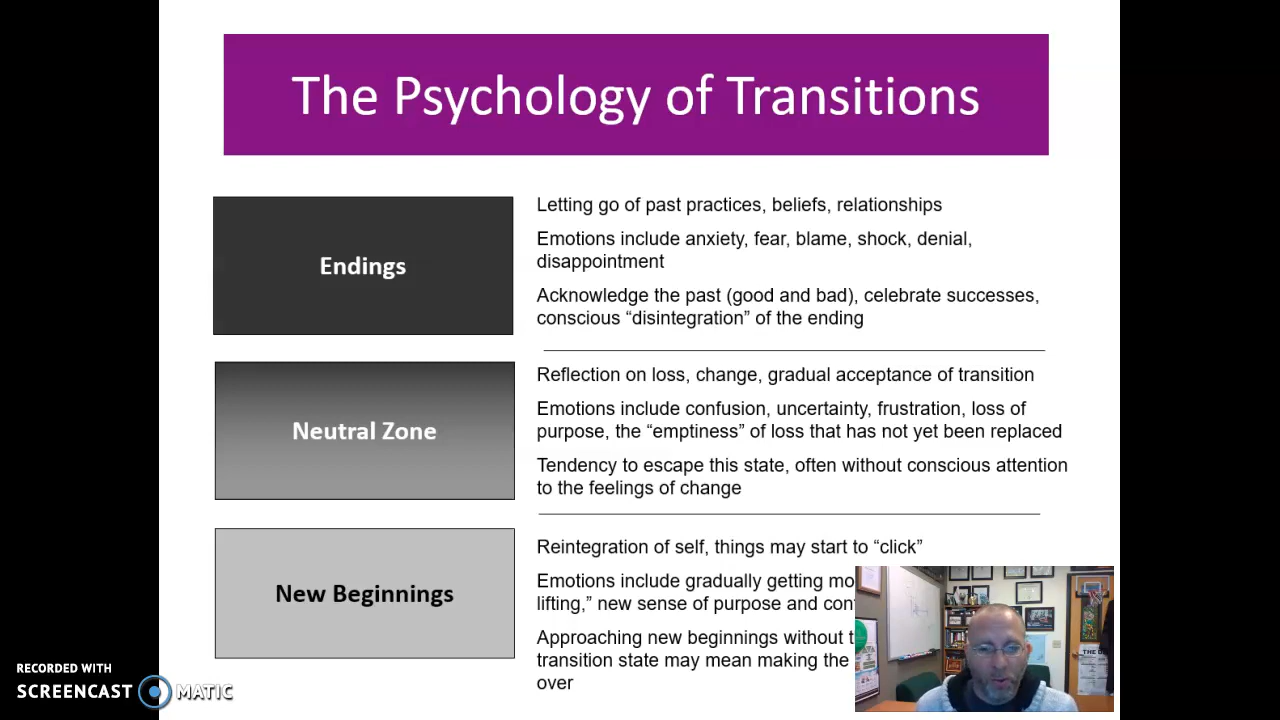 The Psychology of Transitions
Endings
Letting go of past practices, beliefs, relationships
Emotions include anxiety, fear, blame, shock, denial,
disappointment
Acknowledge the past (good and bad), celebrate successes,
conscious “disintegration” of the ending
Neutral Zone
Reflection on loss, change, gradual acceptance of transition
Emotions include confusion, uncertainty, frustration, loss of
purpose, the “emptiness” of loss that has not yet been replaced
Tendency to escape this state, often without conscious attention
to the feelings of change
New Beginnings
Reintegration of self, things may start to “click”
Emotions include gradually getting
lifting,” new sense of purpose and
Approaching new beginnings without
transition state may mean making the
over
RECORDED WITH
SCREENCAST MATIC